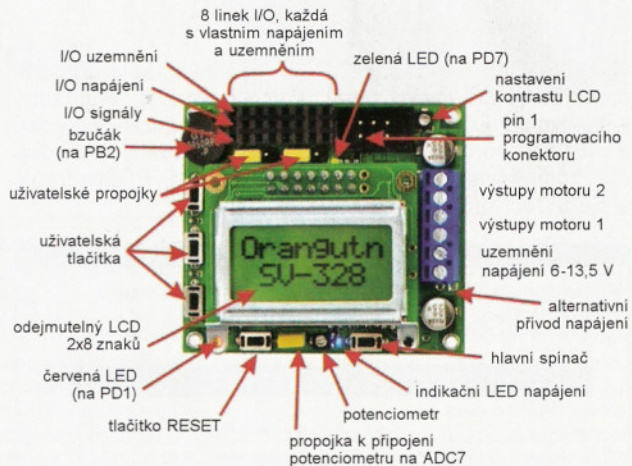 8 linek I/O, každá
s vlastním napájením
a uzemněním
I/O uzemnění
I/O napájení
I/O signály
bzučák
(na PB2)
zelená LED (na PD7)
nastavení
kontrastu LCD
pin 1
programovacího
konektoru
uživatelské propojky
výstupy motoru 2
výstupy motoru 1
uživatelská
tlačítka
uzemnění
napájení 6-13,5 V
Orangutn
SV-328
odejmutelný LCD
2x8 znaků
alternativní
přívod napájení
hlavní spínač
červená LED
(na PD1)
indikační LED napájení
tlačítko RESET
potenciometr
propojka k připojení
potenciometru na ADC7